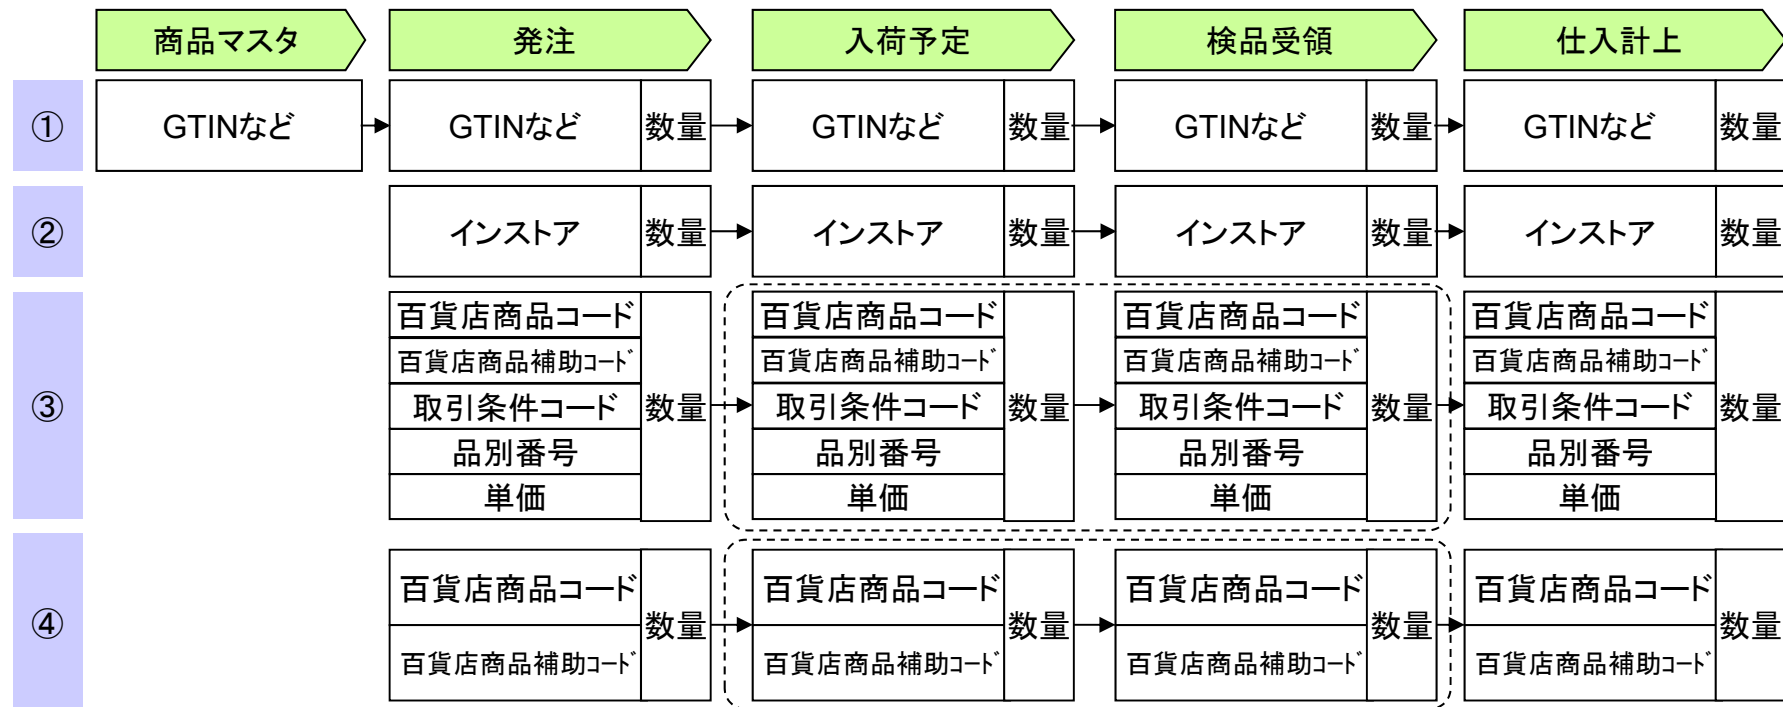 商品マスタ 発注 入荷予定 検品受領 仕入計上
① GTINなど GTINなど 数量 GTINなど 数量 GTINなど 数量 GTINなど 数量
② インストア 数量 インストア 数量 インストア 数量 インストア 数量
百貨店商品コード 百貨店商品コード 百貨店商品コード 百貨店商品コード
百貨店商品補助ｺｰﾄﾞ 百貨店商品補助ｺｰﾄﾞ 百貨店商品補助ｺｰﾄﾞ 百貨店商品補助ｺｰﾄﾞ
③ 取引条件コード 数量 取引条件コード 数量 取引条件コード 数量 取引条件コード 数量
品別番号 品別番号 品別番号 品別番号
単価 単価 単価 単価
百貨店商品コード 百貨店商品コード 百貨店商品コード 百貨店商品コード
④ 数量 数量 数量 数量
百貨店商品補助ｺｰﾄﾞ 百貨店商品補助ｺｰﾄﾞ 百貨店商品補助ｺｰﾄﾞ 百貨店商品補助ｺｰﾄﾞ